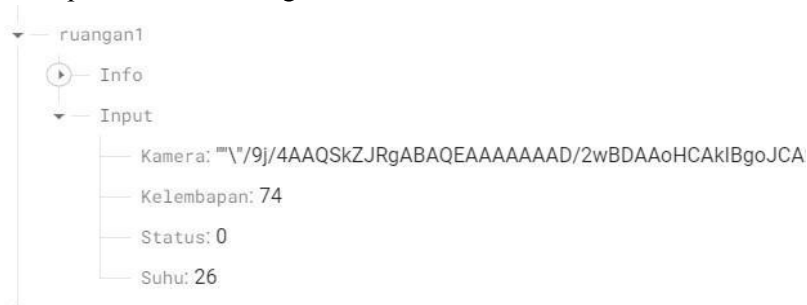 ruangan1
Info
Input
Kamera: ""\"/9j/4AAQSkZJRgABAQEAAAAAAAD/2wBDAAoHCAkIBgoJCA
Kelembapan: 74
Status: 0
Suhu: 26